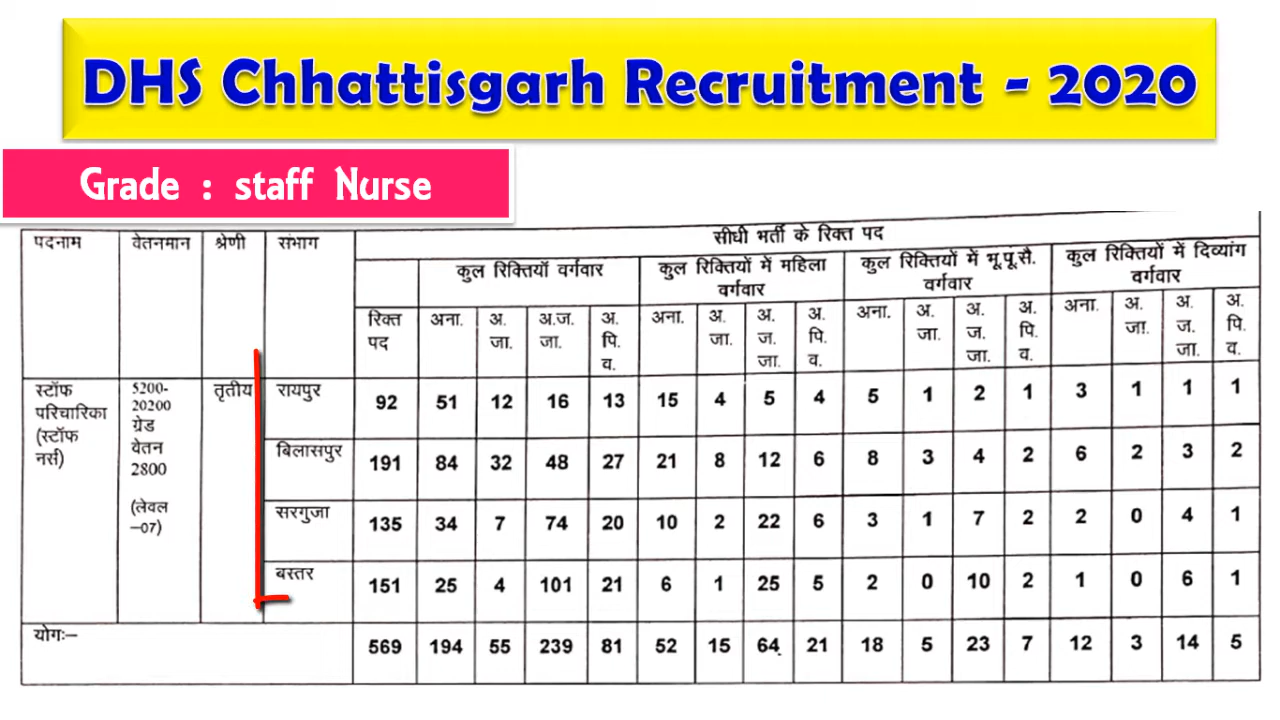 DHS Chhattisgarh Recruitment - 2020
Grade : staff Nurse
सीधी भर्ती के रिक्त पद
पदनाम वेतनमान श्रेणी संभाग
कुल रिक्तियॉ वर्गवार
कुल रिक्तियों में महिला वर्गवार
कुल रिक्तियों में भू.पू.सै. वर्गवार
कुल रिक्तियों में दिव्यांग वर्गवार
रिक्त पद अना. अ. जा. अ.ज. जा. अ. पि. व. अना. अ. जा. अ. ज. जा. अ. पि. व. अना. अ. जा. अ. ज. जा. अ. पि. व. अना. अ. जा. अ. ज. जा. अ. पि. व.
स्टॉफ परिचारिका (स्टॉफ नर्स)
5200-20200 ग्रेड वेतन 2800 (लेवल -07)
तृतीय
रायपुर 92 51 12 16 13 15 4 5 4 5 1 2 1 3 1 1 1
बिलासपुर 191 84 32 48 27 21 8 12 6 8 3 4 2 6 2 3 2
सरगुजा 135 34 7 74 20 10 2 22 6 3 1 7 2 2 0 4 1
बस्तर 151 25 4 101 21 6 1 25 5 2 0 10 2 1 0 6 1
योगः– 569 194 55 239 81 52 15 64 21 18 5 23 7 12 3 14 5